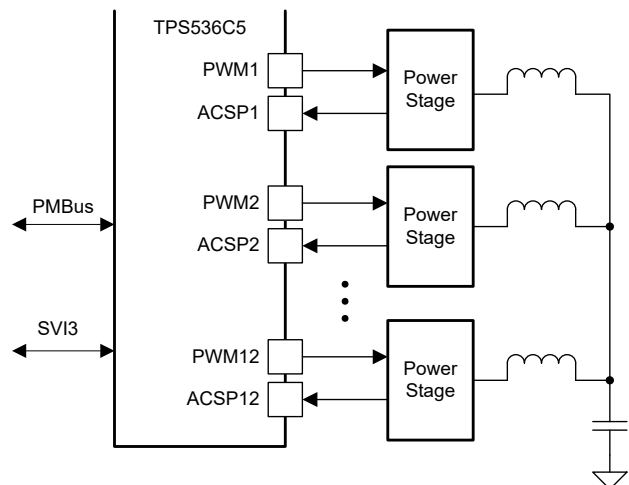 TPS536C5
PWM1
Power
Stage
ACSP1
PMBus
PWM2
Power
Stage
ACSP2
SVI3
PWM12
Power
Stage
ACSP12